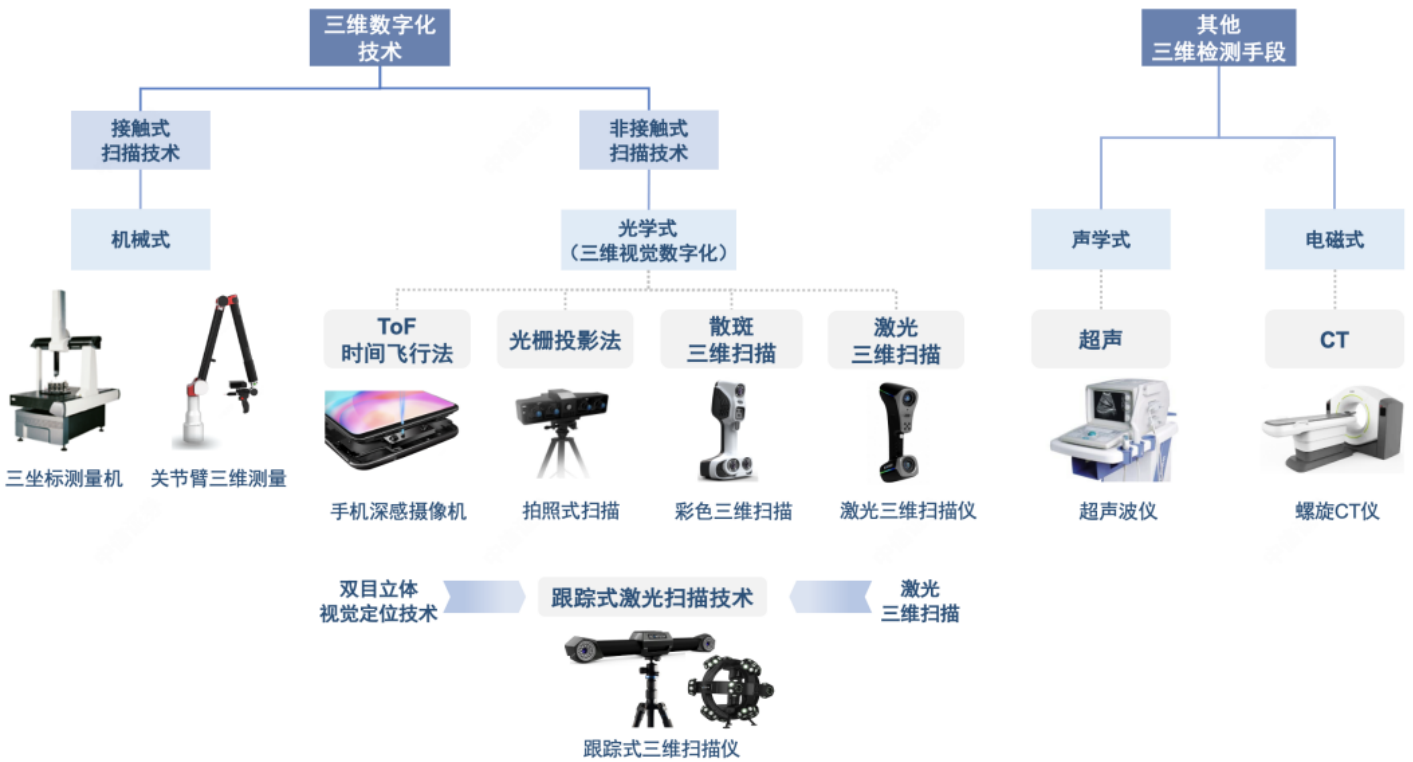 三维数字化
技术
其他
三维检测手段
接触式
扫描技术
非接触式
扫描技术
机械式
光学式
（三维视觉数字化）
声学式
电磁式
ToF
时间飞行法
光栅投影法
散斑
三维扫描
激光
三维扫描
超声
CT
三坐标测量机
关节臂三维测量
手机深感摄像机
拍照式扫描
彩色三维扫描
激光三维扫描仪
超声波仪
螺旋CT仪
双目立体
视觉定位技术
跟踪式激光扫描技术
激光
三维扫描
跟踪式三维扫描仪